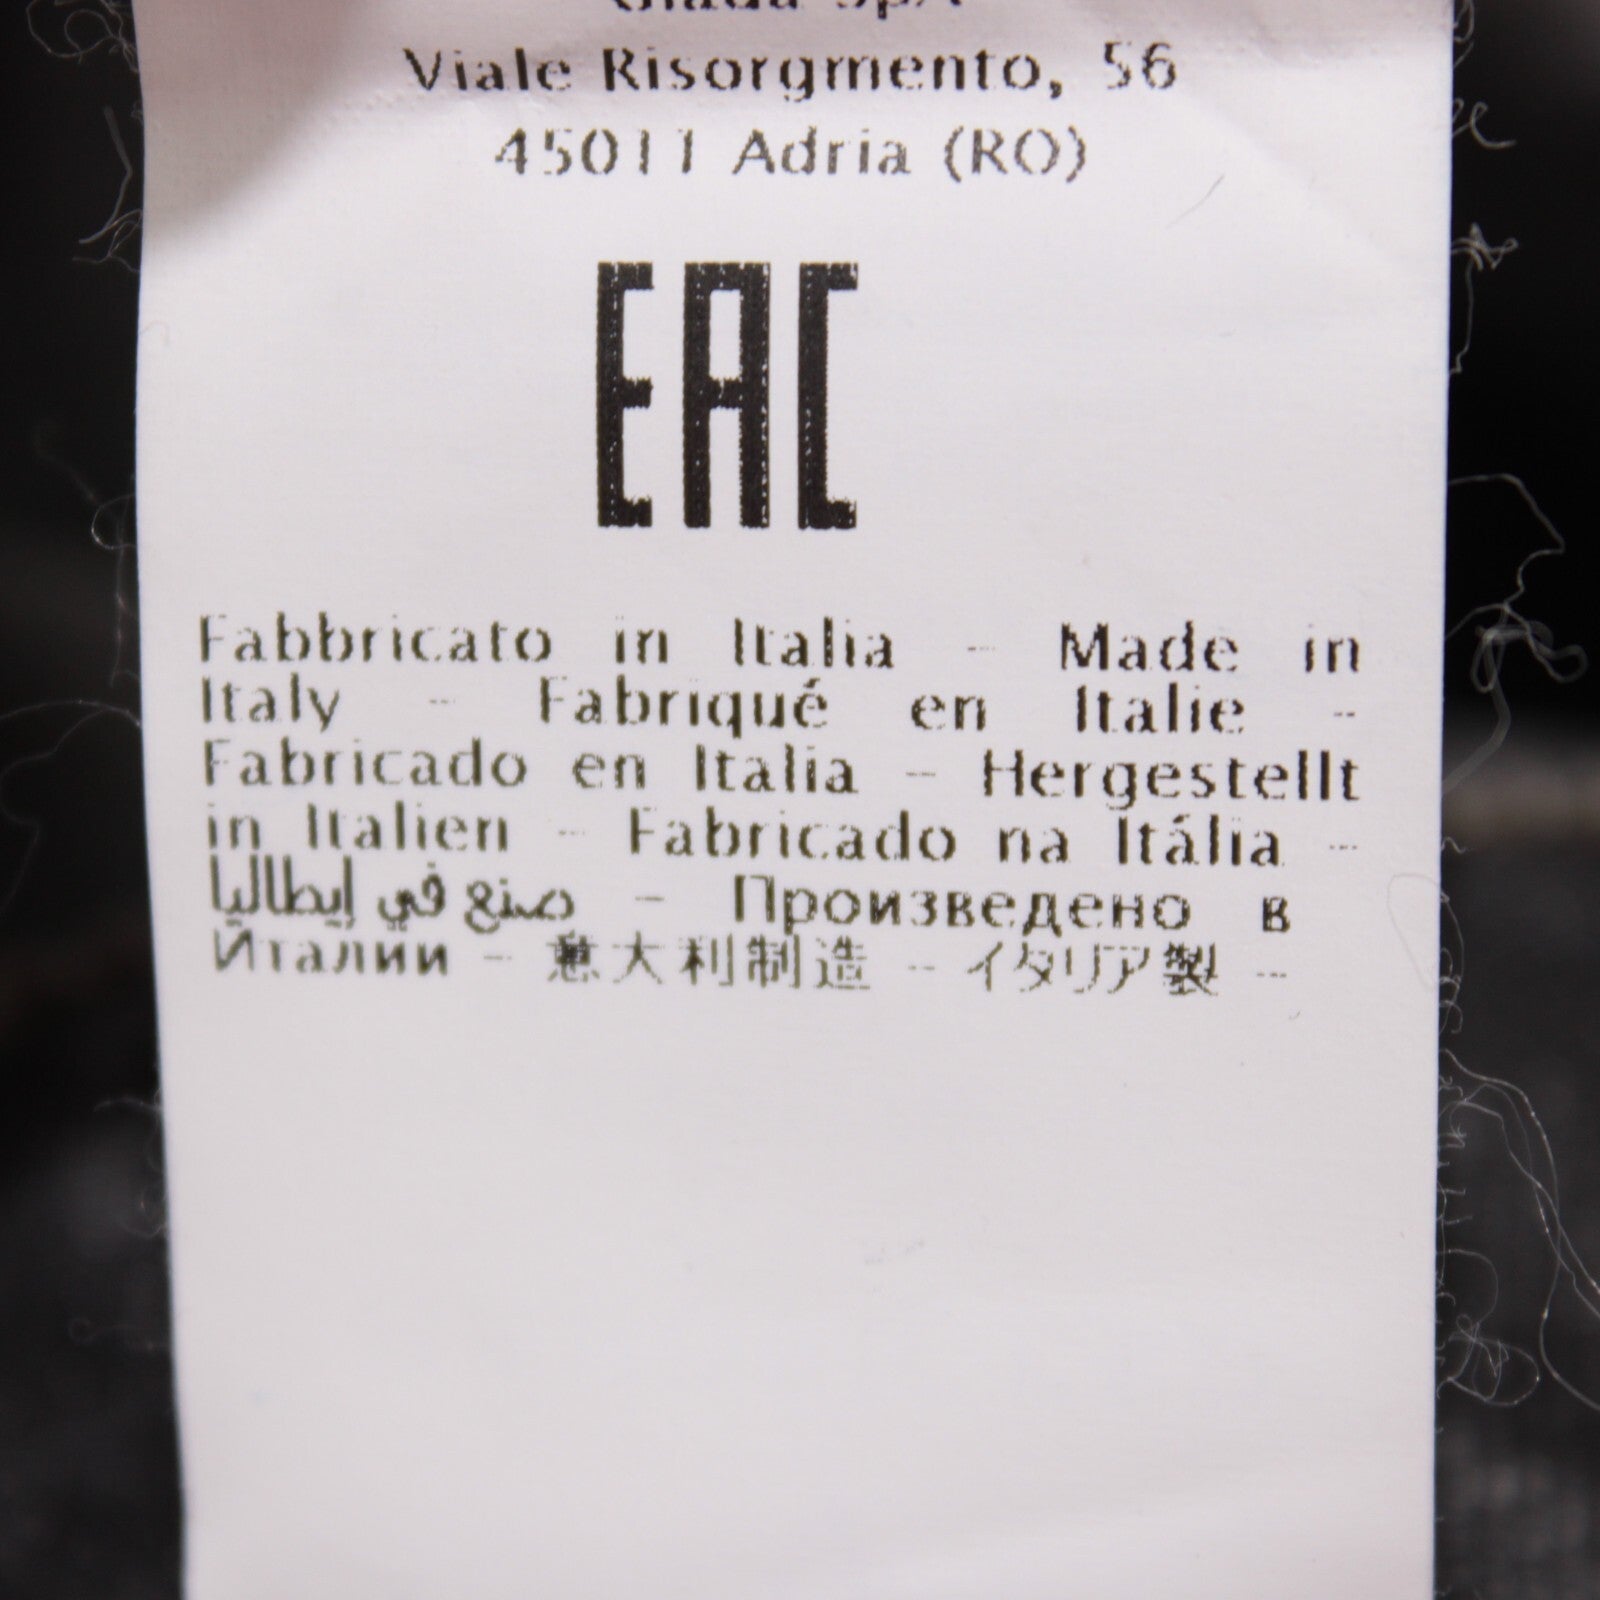 Giada SpA
Viale Risorgmento, 56
45011 Adria (RO)
EAC
Fabbricato in Italia - Made in
Italy - Fabriqué en Italie -
Fabricado en Italia - Hergestellt
in Italien - Fabricado na Itália -
صنع في إيطاليا - Произведено в
Италии - 意大利制造 - イタリア製 -